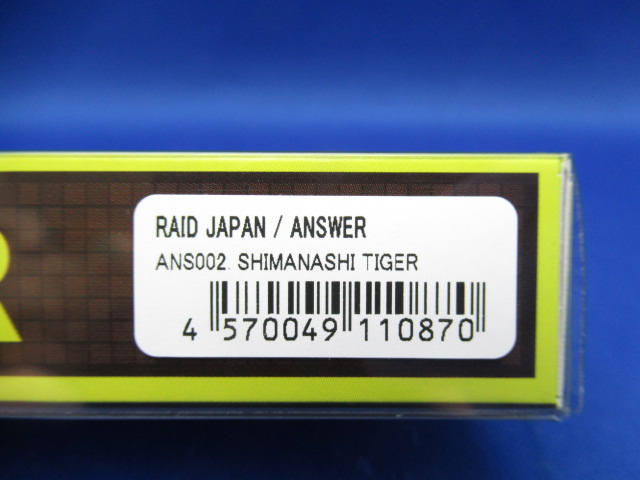 RAID JAPAN / ANSWER
ANS002. SHIMANASHI TIGER
4 570049 110870
R